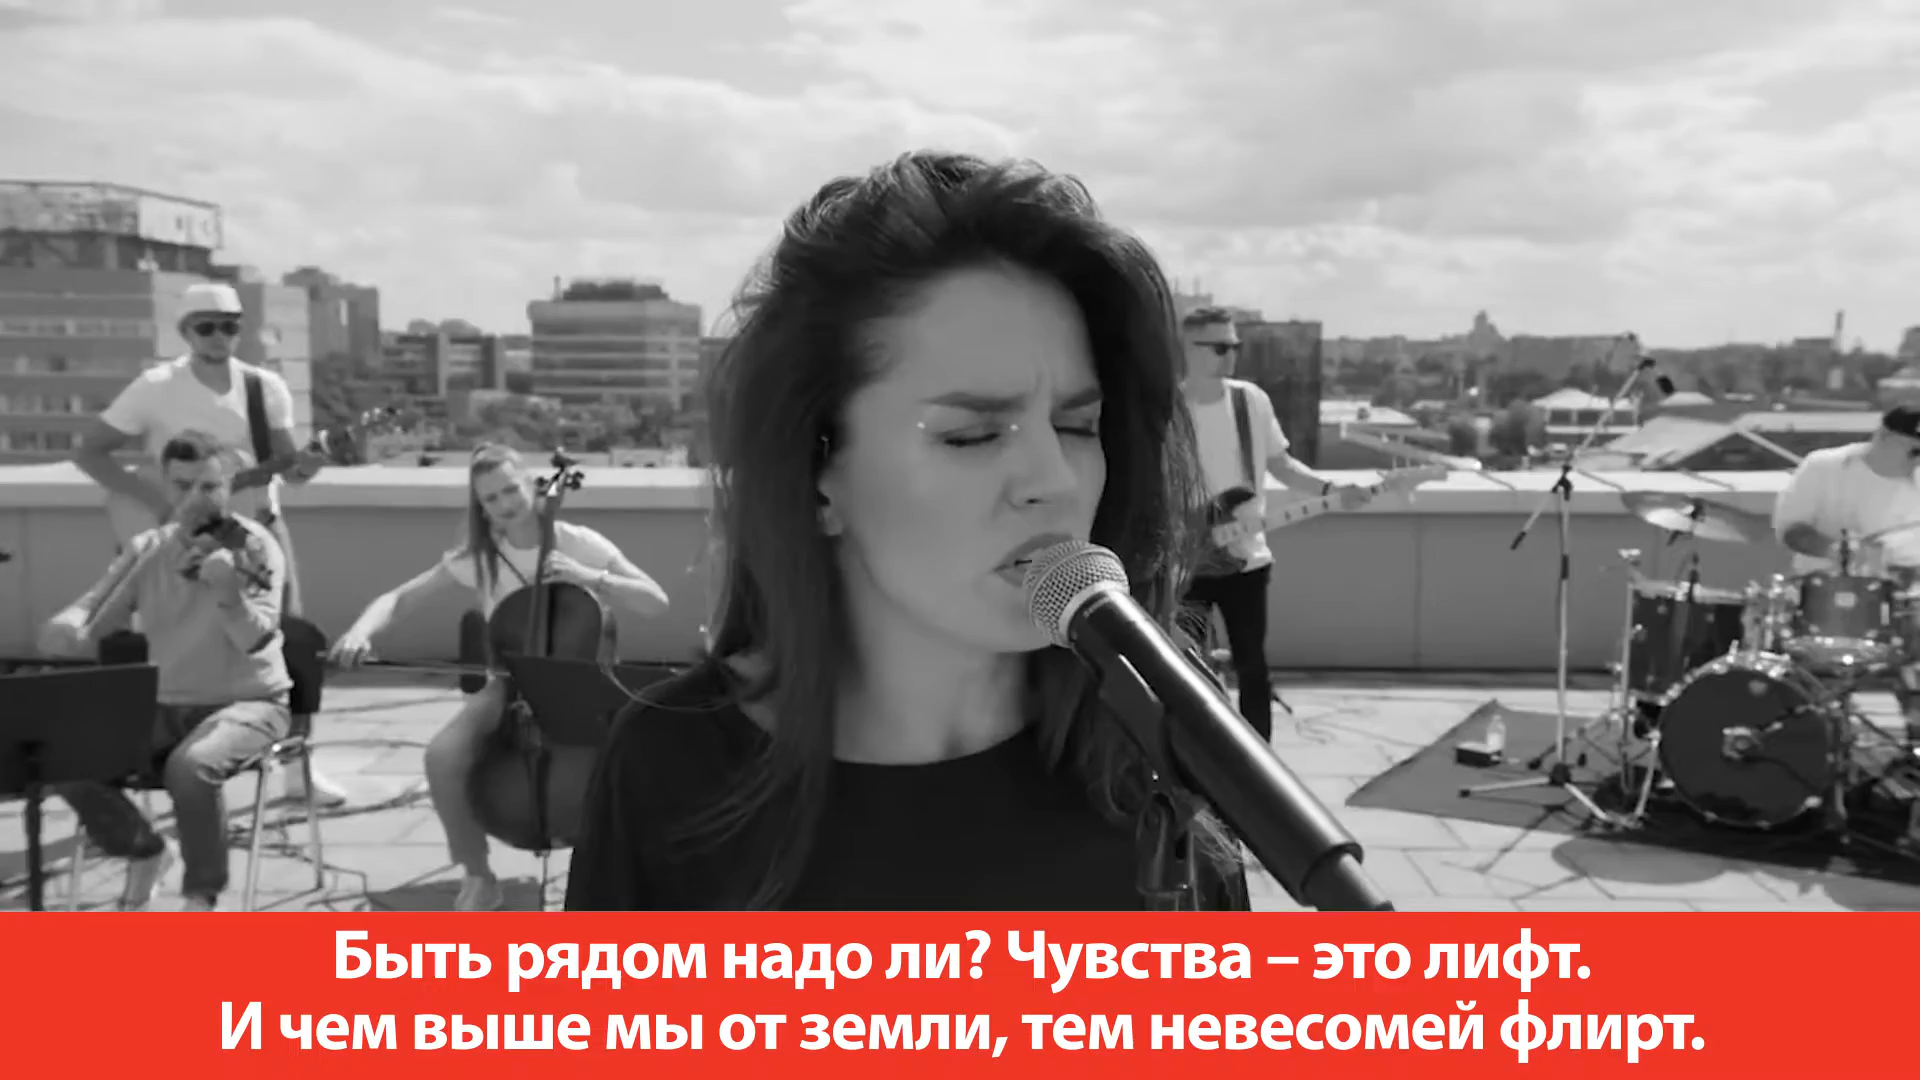 Быть рядом надо ли? Чувства – это лифт.
И чем выше мы от земли, тем невесомей флирт.